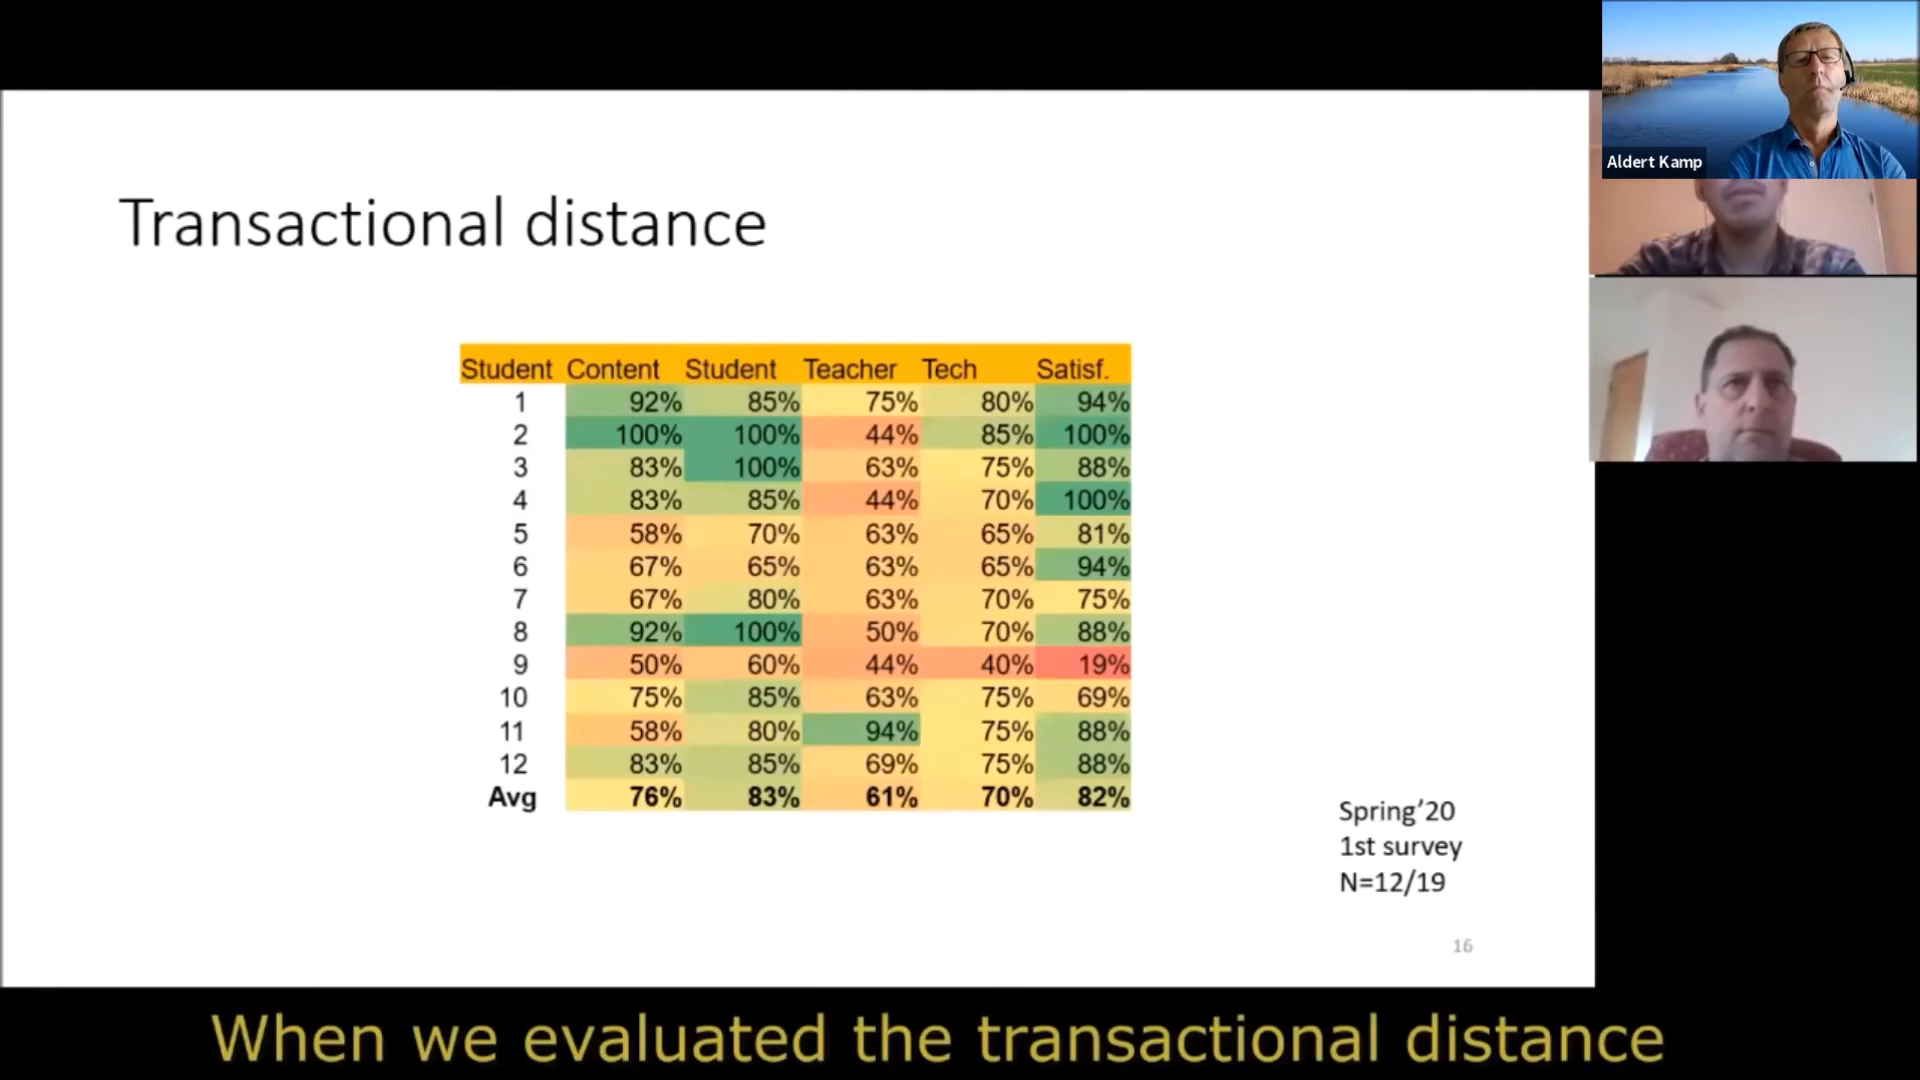 Aldert Kamp
Transactional distance
Student Content Student Teacher Tech Satisf.
1 92% 85% 75% 80% 94%
2 100% 100% 44% 85% 100%
3 83% 100% 63% 75% 88%
4 83% 85% 44% 70% 100%
5 58% 70% 63% 65% 81%
6 67% 65% 63% 65% 94%
7 67% 80% 63% 70% 75%
8 92% 100% 50% 70% 88%
9 50% 60% 44% 40% 19%
10 75% 85% 63% 75% 69%
11 58% 80% 94% 75% 88%
12 83% 85% 69% 75% 88%
Avg 76% 83% 61% 70% 82%
Spring’20
1st survey
N=12/19
16
When we evaluated the transactional distance